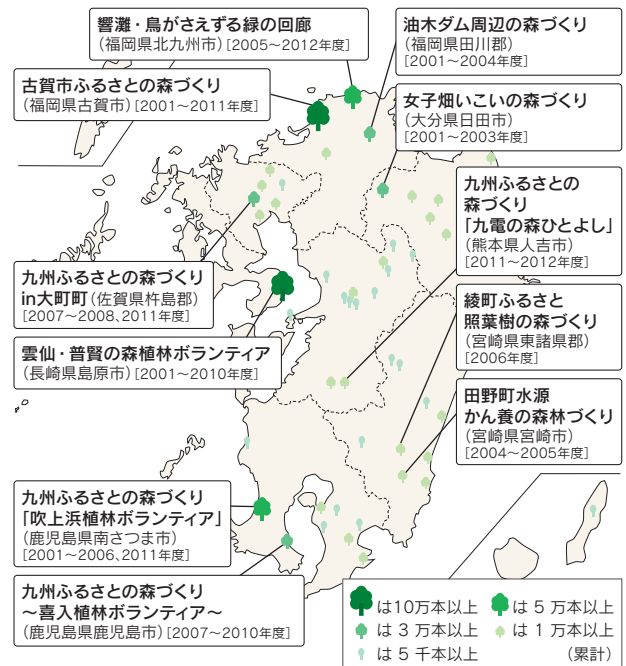 響灘・鳥がさえずる緑の回廊
（福岡県北九州市）[2005～2012年度]
油木ダム周辺の森づくり
（福岡県田川郡）
[2001～2004年度]
古賀市ふるさとの森づくり
（福岡県古賀市）[2001～2011年度]
女子畑いこいの森づくり
（大分県日田市）
[2001～2003年度]
九州ふるさとの
森づくり
「九電の森ひとよし」
（熊本県人吉市）
[2011～2012年度]
九州ふるさとの森づくり
in大町町（佐賀県杵島郡）
[2007～2008、2011年度]
綾町ふるさと
照葉樹の森づくり
（宮崎県東諸県郡）
[2006年度]
雲仙・普賢の森植林ボランティア
（長崎県島原市）[2001～2010年度]
田野町水源
かん養の森林づくり
（宮崎県宮崎市）
[2004～2005年度]
九州ふるさとの森づくり
「吹上浜植林ボランティア」
（鹿児島県南さつま市）
[2001～2006、2011年度]
九州ふるさとの森づくり
～喜入植林ボランティア～
（鹿児島県鹿児島市）[2007～2010年度]
は10万本以上 は 5 万本以上
は 3 万本以上 は 1 万本以上
は 5 千本以上 （累計）